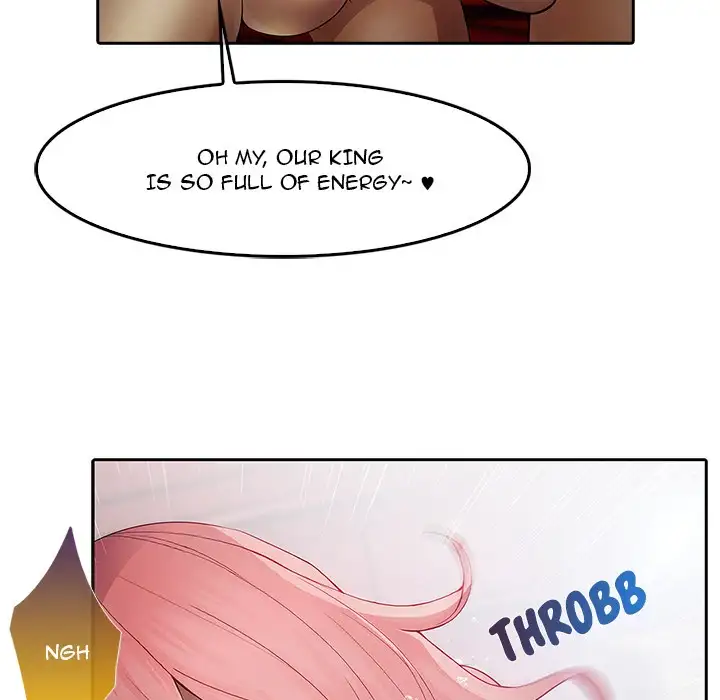 OH MY, OUR KING
IS SO FULL OF ENERGY~ ♥
THROBB
NGH